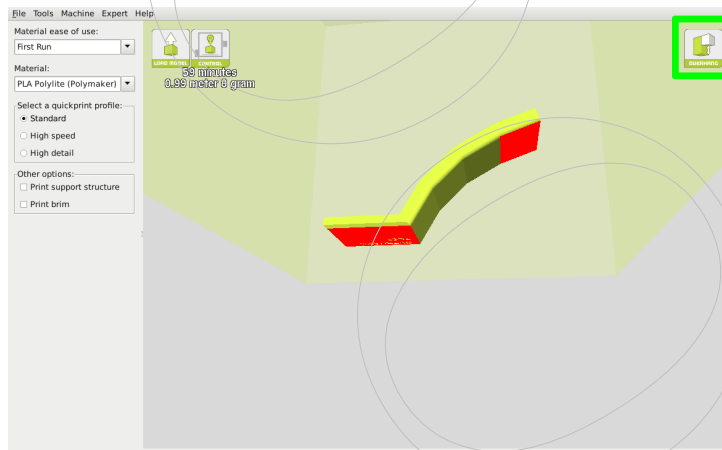 File Tools Machine Expert Help
Material ease of use:
First Run
Material:
PLA Polylite (Polymaker)
Select a quickprint profile:
Standard
High speed
High detail
Other options:
Print support structure
Print brim
LOAD MODEL CONTROL
59 minutes
0.99 meter 8 gram
OVERHANG